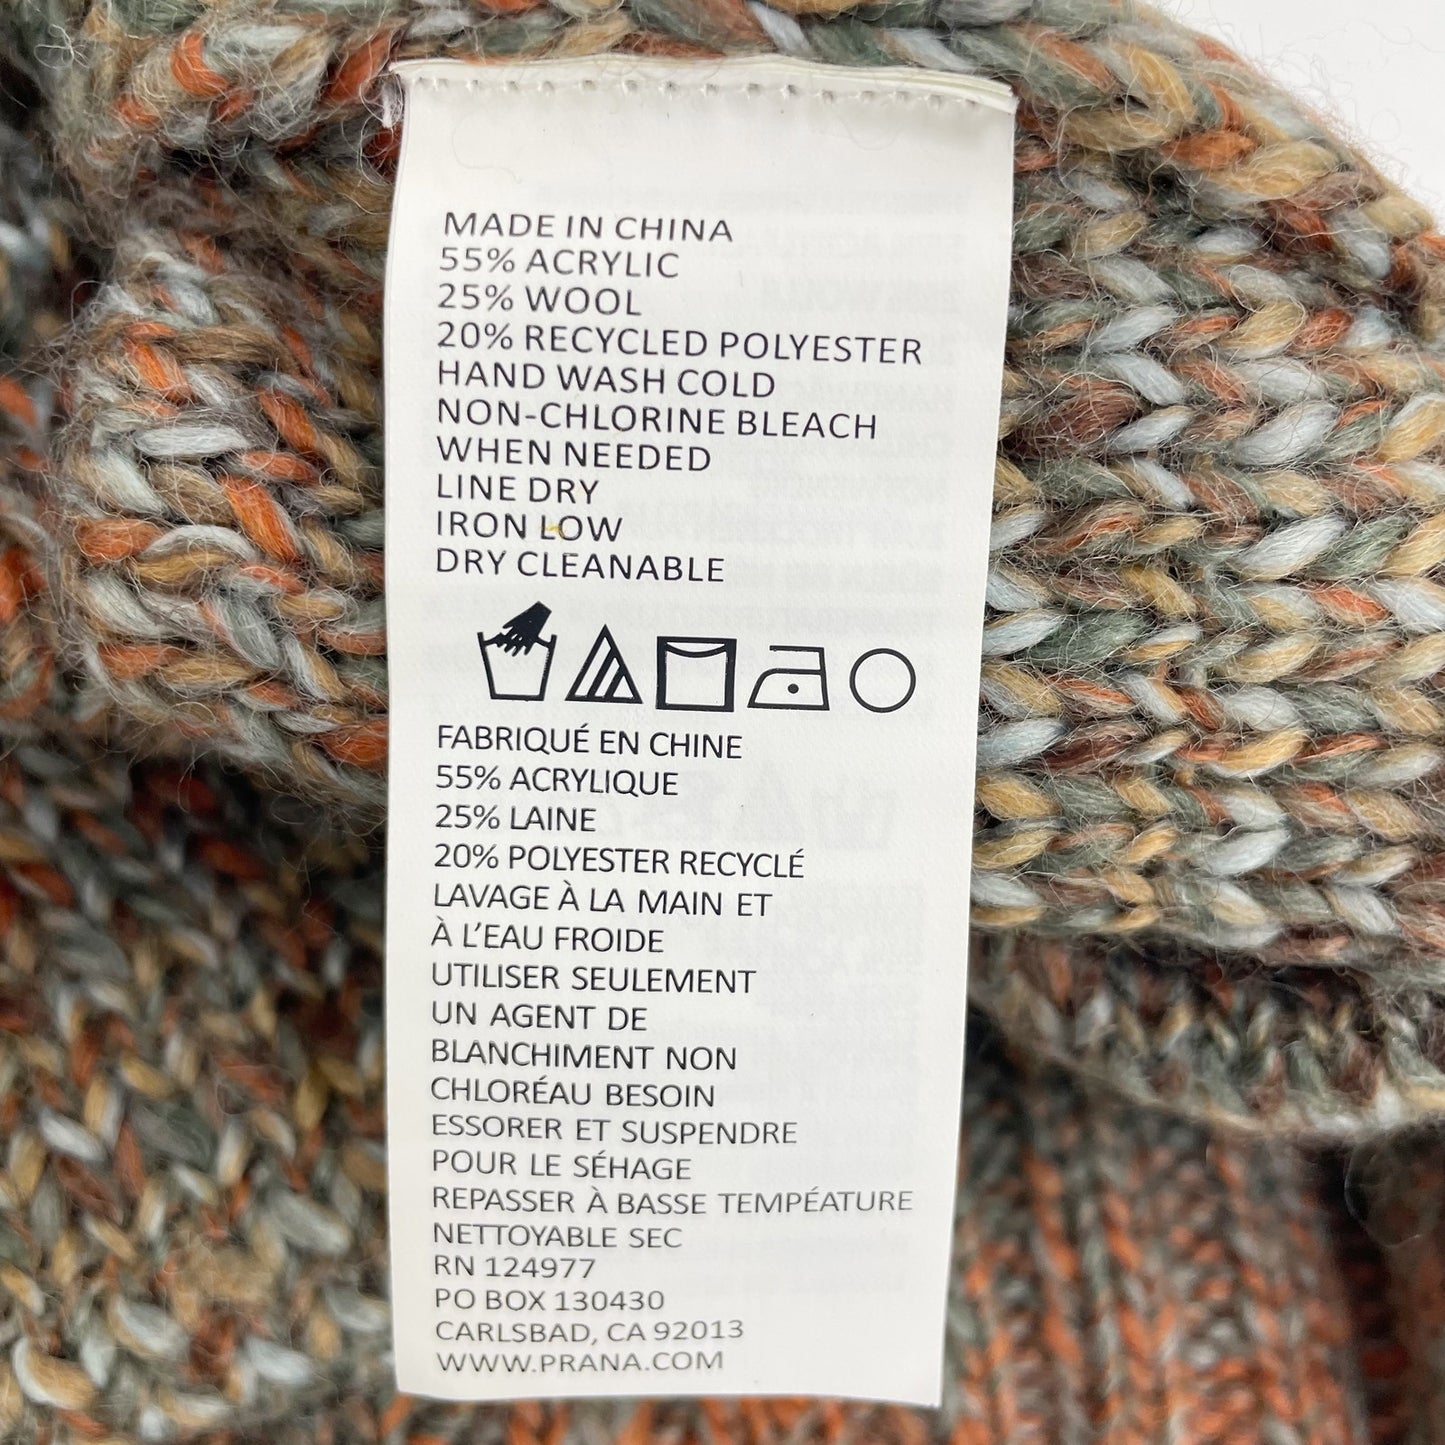 MADE IN CHINA
55% ACRYLIC
25% WOOL
20% RECYCLED POLYESTER
HAND WASH COLD
NON-CHLORINE BLEACH
WHEN NEEDED
LINE DRY
IRON LOW
DRY CLEANABLE
FABRIQUÉ EN CHINE
55% ACRYLIQUE
25% LAINE
20% POLYESTER RECYCLÉ
LAVAGE À LA MAIN ET
À L'EAU FROIDE
UTILISER SEULEMENT
UN AGENT DE
BLANCHIMENT NON
CHLORÉAU BESOIN
ESSORER ET SUSPENDRE
POUR LE SÉHAGE
REPASSER À BASSE TEMPÉATURE
NETTOYABLE SEC
RN 124977
PO BOX 130430
CARLSBAD, CA 92013
WWW.PRANA.COM